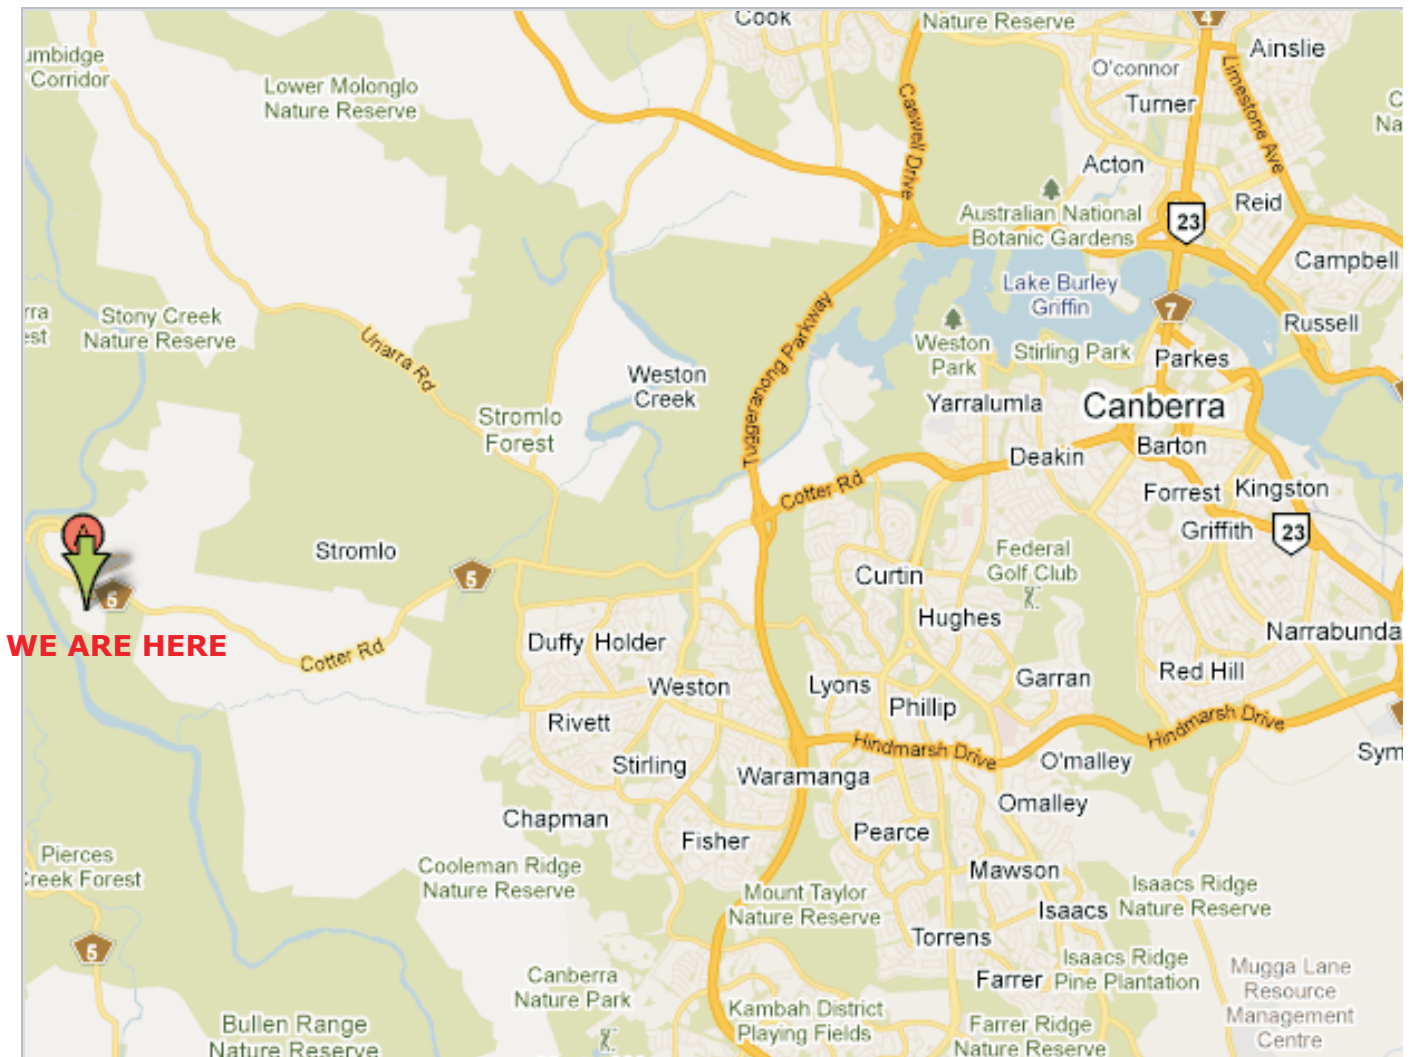 Cook
Nature Reserve
4
Ainslie
umbidge
Corridor
O'connor
Limestone Ave
Lower Molonglo
Nature Reserve
Turner
Caswell Drive
Acton
Reid
Australian National
Botanic Gardens
23
Campbell
Lake Burley
Griffin
7
Stony Creek
Nature Reserve
Unarra Rd
Tuggeranong Parkway
Weston
Park
Stirling Park
Russell
Parkes
Weston
Creek
Yarralumla
Canberra
Stromlo
Forest
Deakin
Barton
Cotter Rd
Forrest
Kingston
Griffith
23
A
Stromlo
5
Federal
Golf Club
Curtin
5
Hughes
WE ARE HERE
Cotter Rd
Duffy
Holder
Narrabunda
Weston
Lyons
Garran
Red Hill
Rivett
Phillip
Hindmarsh Drive
Hindmarsh Drive
Stirling
Waramanga
O'malley
Sym
Omalley
Chapman
Fisher
Pearce
Pierces
Creek Forest
Cooleman Ridge
Nature Reserve
Mount Taylor
Nature Reserve
Mawson
Isaacs Ridge
Nature Reserve
Isaacs
5
Torrens
Canberra
Nature Park
Farrer
Isaacs Ridge
Pine Plantation
Mugga Lane
Resource
Management
Centre
Bullen Range
Nature Reserve
Kambah District
Playing Fields
Farrer Ridge
Nature Reserve